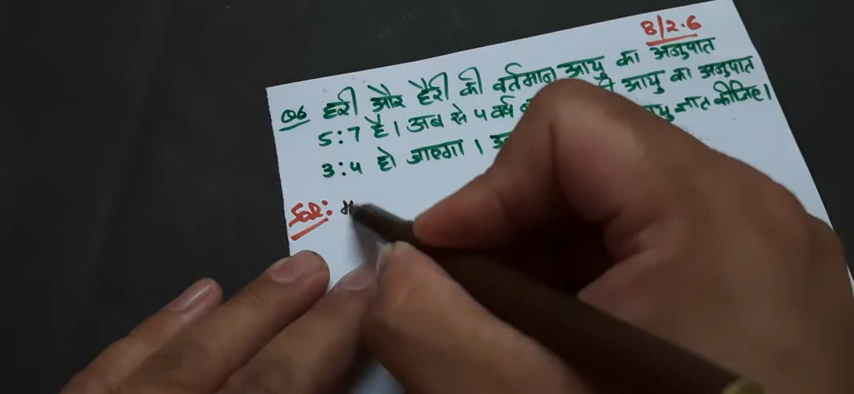 8/2.6
Q6 हरी और हैरी की वर्तमान आयु का अनुपात
5:7 है। अब से 4 वर्ष आयु का अनुपात
3:4 हो जाएगा। ज्ञात कीजिए।
Sol: